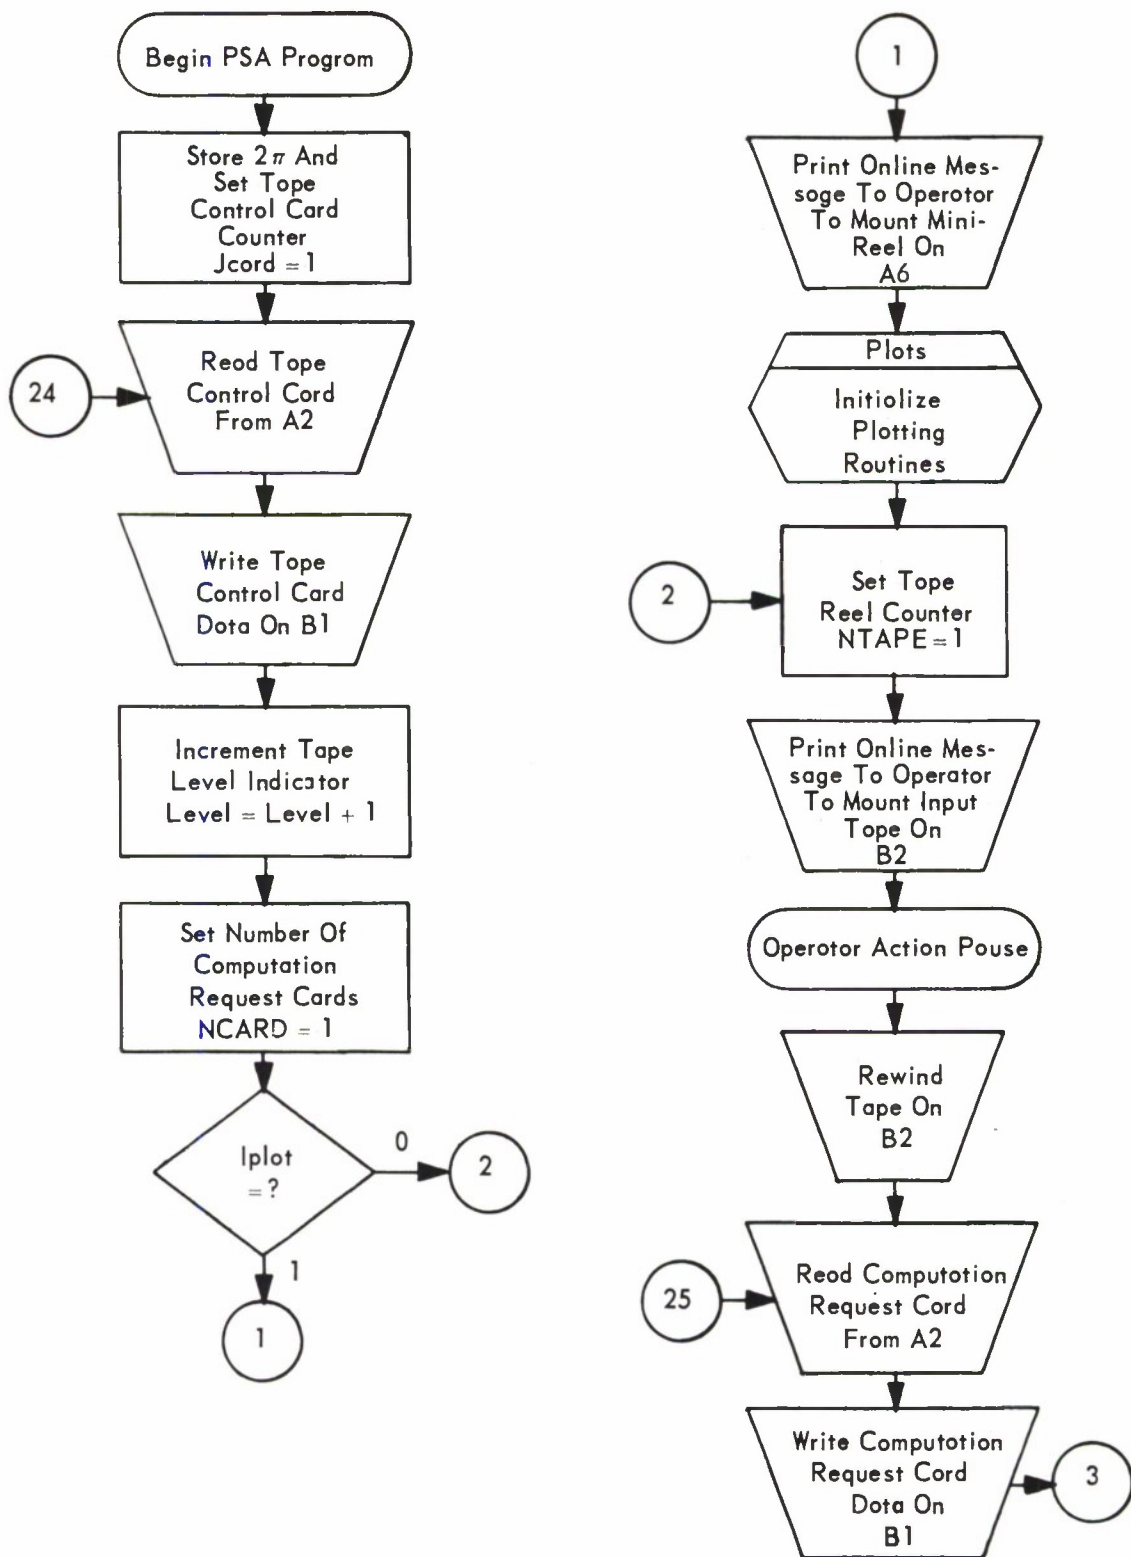 Begin PSA Progrom
Store 2π And
Set Tope
Control Card
Counter
Jcord = 1
24
Reod Tope
Control Cord
From A2
Write Tope
Control Card
Dota On B1
Increment Tape
Level Indicator
Level = Level + 1
Set Number Of
Computation
Request Cards
NCARD = 1
Iplot
= ?
0
2
1
1
1
Print Online Mes-
soge To Operotor
To Mount Mini-
Reel On
A6
Plots
Initiolize
Plotting
Routines
2
Set Tope
Reel Counter
NTAPE = 1
Print Online Mes-
sage To Operator
To Mount Input
Tope On
B2
Operotor Action Pouse
Rewind
Tape On
B2
25
Reod Computotion
Request Cord
From A2
Write Computotion
Request Cord
Dota On
B1
3